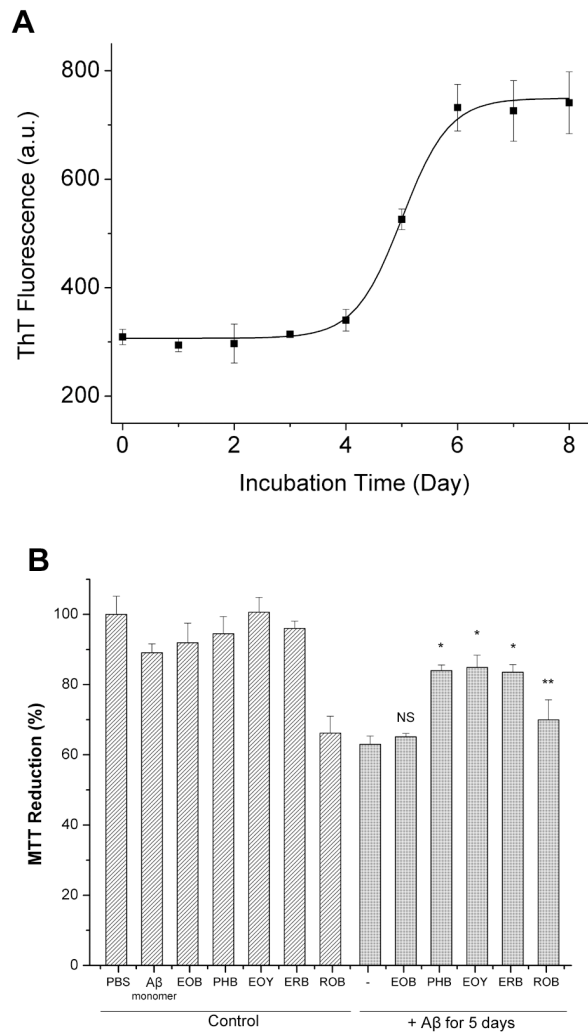 A
800
600
400
200
ThT Fluorescence (a.u.)
0 2 4 6 8
Incubation Time (Day)
B
100
80
60
40
20
0
MTT Reduction (%)
NS * * * **
PBS Aβ monomer EOB PHB EOY ERB ROB - EOB PHB EOY ERB ROB
Control + Aβ for 5 days